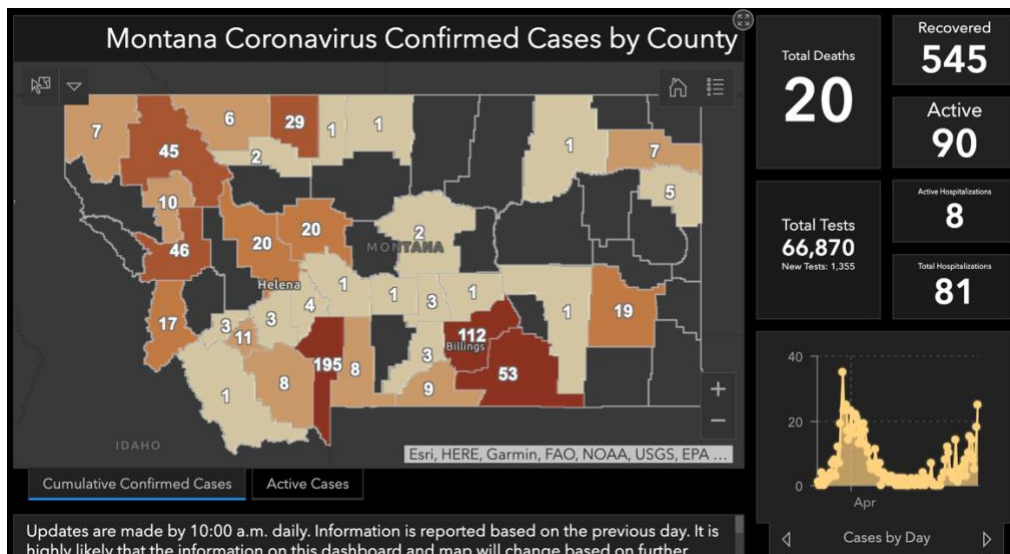 Montana Coronavirus Confirmed Cases by County
7
6
29
1
1
1
7
45
2
5
10
20
20
2
MONTANA
46
Helena
1
1
3
1
4
1
19
17
3
3
11
112
Billings
3
195
8
53
8
9
1
IDAHO
+
−
Esri, HERE, Garmin, FAO, NOAA, USGS, EPA ...
Cumulative Confirmed Cases
Active Cases
Updates are made by 10:00 a.m. daily. Information is reported based on the previous day. It is
highly likely that the information on this dashboard and map will change based on further
Total Deaths
20
Recovered
545
Active
90
Total Tests
66,870
New Tests: 1,355
Active Hospitalizations
8
Total Hospitalizations
81
40
20
0
Apr
Cases by Day